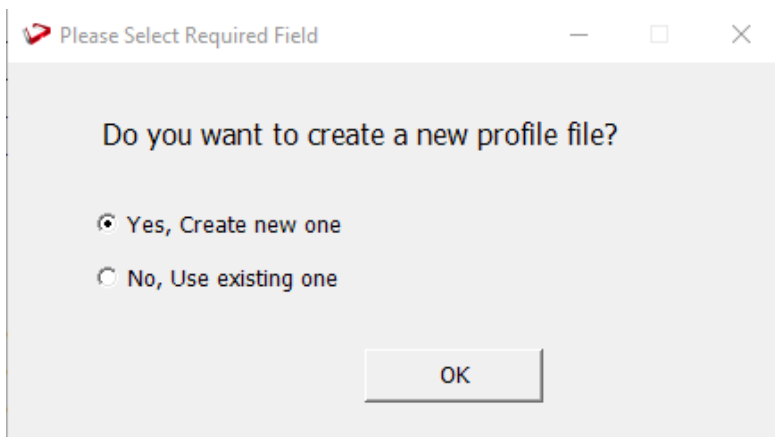 Please Select Required Field
Do you want to create a new profile file?
Yes, Create new one
No, Use existing one
OK